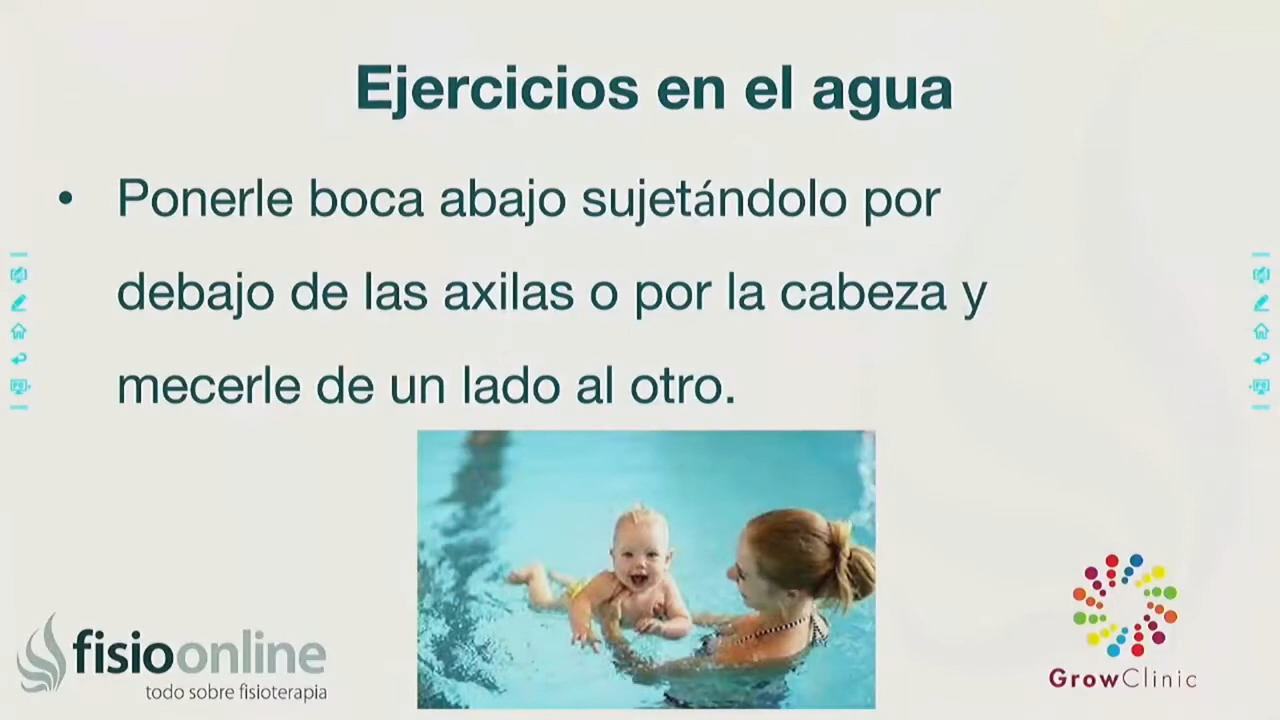 Ejercicios en el agua
• Ponerle boca abajo sujetándolo por
debajo de las axilas o por la cabeza y
mecerle de un lado al otro.
fisioonline
todo sobre fisioterapia
GrowClinic